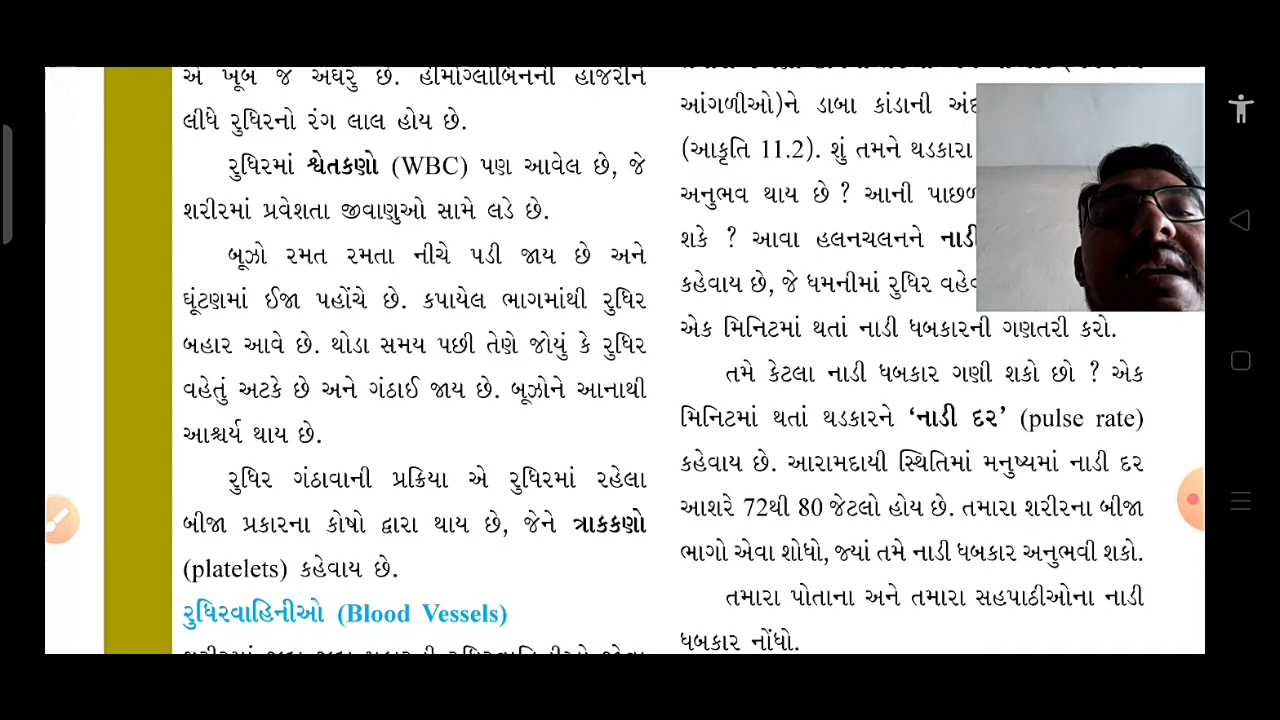 એ ખૂબ જ અઘરું છે. હીમોગ્લોબિનની હાજરીને
લીધે રુધિરનો રંગ લાલ હોય છે.
રુધિરમાં શ્વેતકણો (WBC) પણ આવેલ છે, જે
શરીરમાં પ્રવેશતા જીવાણુઓ સામે લડે છે.
બૂઝો રમત રમતા નીચે પડી જાય છે અને
ઘૂંટણમાં ઈજા પહોંચે છે. કપાયેલ ભાગમાંથી રુધિર
બહાર આવે છે. થોડા સમય પછી તેણે જોયું કે રુધિર
વહેતું અટકે છે અને ગંઠાઈ જાય છે. બૂઝોને આનાથી
આશ્ચર્ય થાય છે.
રુધિર ગંઠાવાની પ્રક્રિયા એ રુધિરમાં રહેલા
બીજા પ્રકારના કોષો દ્વારા થાય છે, જેને ત્રાકકણો
(platelets) કહેવાય છે.
રુધિરવાહિનીઓ (Blood Vessels)
આંગળીઓ)ને ડાબા કાંડાની
(આકૃતિ 11.2). શું તમને થડકારા
અનુભવ થાય છે ? આની
શકે ? આવા હલનચલનને નાડી
કહેવાય છે, જે ધમનીમાં રુધિર
એક મિનિટમાં થતાં નાડી ધબકારની ગણતરી કરો.
તમે કેટલા નાડી ધબકાર ગણી શકો છો ? એક
મિનિટમાં થતાં થડકારને ‘નાડી દર’ (pulse rate)
કહેવાય છે. આરામદાયી સ્થિતિમાં મનુષ્યમાં નાડી દર
આશરે 72થી 80 જેટલો હોય છે. તમારા શરીરના બીજા
ભાગો એવા શોધો, જ્યાં તમે નાડી ધબકાર અનુભવી શકો.
તમારા પોતાના અને તમારા સહપાઠીઓના નાડી
ધબકાર નોંધો.